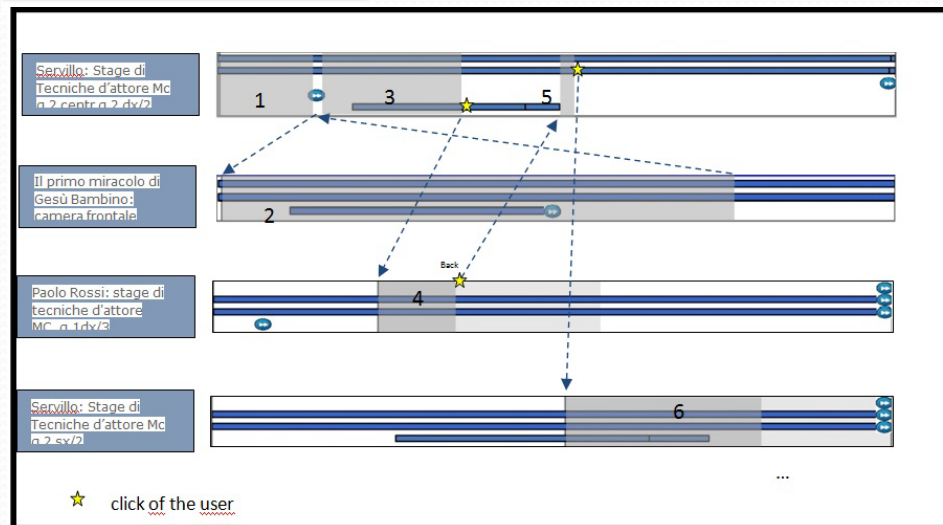 Servillo: Stage di
Tecniche d'attore Mc
g 2 centr g 2 dx/2
1
3
5
Il primo miracolo di
Gesù Bambino:
camera frontale
2
Back
Paolo Rossi: stage di
tecniche d'attore
MC, g 1dx/3
4
Servillo: Stage di
Tecniche d'attore Mc
g 2 sx/2
6
...
click of the user